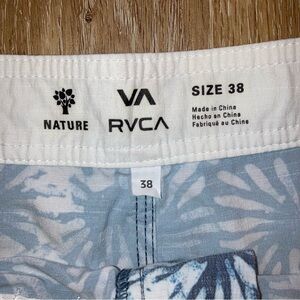 NATURE
VA
RVCA
SIZE 38
Made in China
Hecho en China
Fabriqué au Chine
38